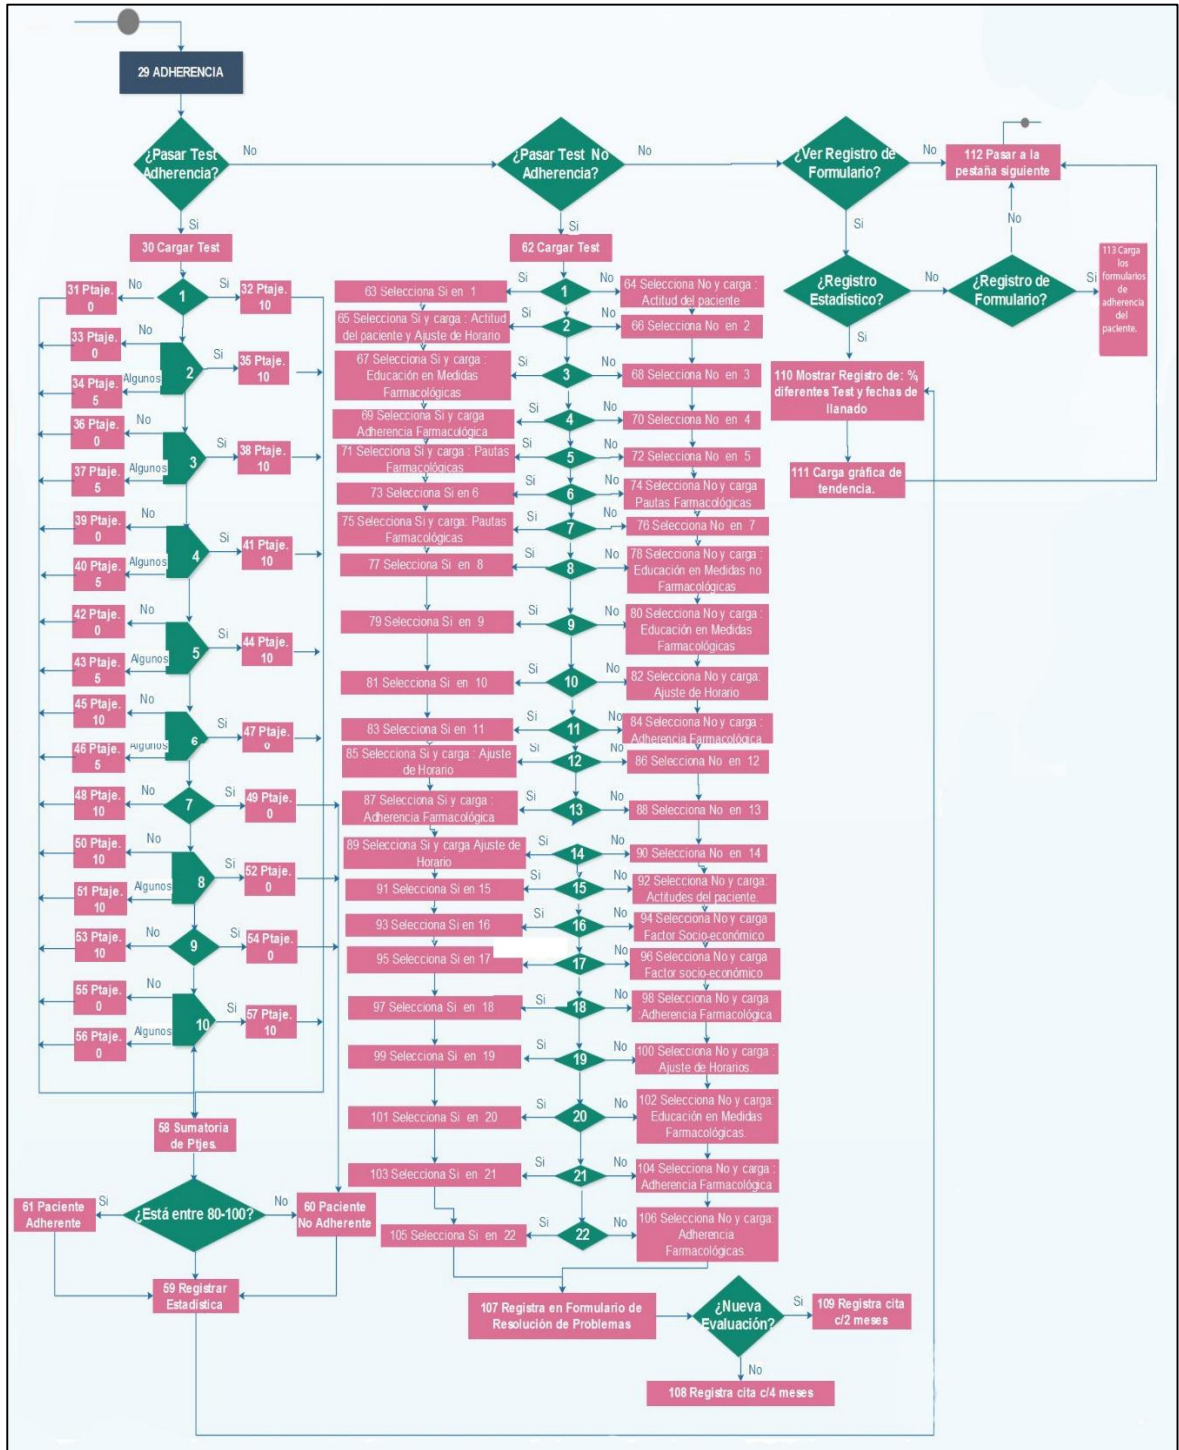 29 ADHERENCIA
¿Pasar Test
Adherencia?
No
¿Pasar Test No
Adherencia?
No
¿Ver Registro de
Formulario?
No
112 Pasar a la
pestaña siguiente
Si
Si
Si
No
30 Cargar Test
62 Cargar Test
¿Registro
Estadístico?
No
¿Registro de
Formulario?
Si
113 Carga
los
formularios
de
adherencia
del
paciente.
Si
110 Mostrar Registro de: %,
diferentes Test y fechas de
llanado
111 Carga gráfica de
tendencia.
31 Ptaje.
0
No
1
Si
32 Ptaje.
10
33 Ptaje.
0
No
34 Ptaje.
5
Algunos
2
Si
35 Ptaje.
10
36 Ptaje.
0
No
37 Ptaje.
5
Algunos
3
Si
38 Ptaje.
10
39 Ptaje.
0
No
40 Ptaje.
5
Algunos
4
Si
41 Ptaje.
10
42 Ptaje.
0
No
43 Ptaje.
5
Algunos
5
Si
44 Ptaje.
10
45 Ptaje.
10
No
46 Ptaje.
5
Algunos
6
Si
47 Ptaje.
0
48 Ptaje.
10
No
7
Si
49 Ptaje.
0
50 Ptaje.
10
No
51 Ptaje.
10
Algunos
8
Si
52 Ptaje.
0
53 Ptaje.
10
No
9
Si
54 Ptaje.
0
55 Ptaje.
0
No
56 Ptaje.
0
Algunos
10
Si
57 Ptaje.
10
58 Sumatoria
de Ptjes.
61 Paciente
Adherente
Si
¿Está entre 80-100?
No
60 Paciente
No Adherente
59 Registrar
Estadística
63 Selecciona Si en 1
Si
1
No
64 Selecciona No y carga :
Actitud del paciente
65 Selecciona Si y carga : Actitud
del paciente y Ajuste de Horario
Si
2
No
66 Selecciona No en 2
67 Selecciona Si y carga :
Educación en Medidas
Farmacológicas
Si
3
No
68 Selecciona No en 3
69 Selecciona Si y carga
Adherencia Farmacológica
Si
4
No
70 Selecciona No en 4
71 Selecciona Si y carga : Pautas
Farmacológicas
Si
5
No
72 Selecciona No en 5
73 Selecciona Si en 6
Si
6
No
74 Selecciona No y carga
Pautas Farmacológicas
75 Selecciona Si y carga: Pautas
Farmacológicas
Si
7
No
76 Selecciona No en 7
77 Selecciona Si en 8
Si
8
No
78 Selecciona No y carga :
Educación en Medidas no
Farmacológicas
79 Selecciona Si en 9
Si
9
No
80 Selecciona No y carga :
Educación en Medidas
Farmacológicas
81 Selecciona Si en 10
Si
10
No
82 Selecciona No y carga:
Ajuste de Horario
83 Selecciona Si en 11
Si
11
No
84 Selecciona No y carga :
Adherencia Farmacológica
85 Selecciona Si y carga : Ajuste
de Horario
Si
12
No
86 Selecciona No en 12
87 Selecciona Si y carga :
Adherencia Farmacológica
Si
13
No
88 Selecciona No en 13
89 Selecciona Si y carga Ajuste de
Horario
Si
14
No
90 Selecciona No en 14
91 Selecciona Si en 15
Si
15
No
92 Selecciona No y carga:
Actitudes del paciente.
93 Selecciona Si en 16
Si
16
No
94 Selecciona No y carga
Factor Socio-económico
95 Selecciona Si en 17
17
No
96 Selecciona No y carga
Factor socio-económico
97 Selecciona Si en 18
Si
18
No
98 Selecciona No y carga
:Adherencia Farmacológica
99 Selecciona Si en 19
Si
19
No
100 Selecciona No y carga :
Ajuste de Horarios
101 Selecciona Si en 20
Si
20
No
102 Selecciona No y carga:
Educación en Medidas
Farmacológicas.
103 Selecciona Si en 21
Si
21
No
104 Selecciona No y carga :
Adherencia Farmacológica
105 Selecciona Si en 22
Si
22
No
106 Selecciona No y carga:
Adherencia
Farmacológicas.
107 Registra en Formulario de
Resolución de Problemas
¿Nueva
Evaluación?
Si
109 Registra cita
c/2 meses
No
108 Registra cita c/4 meses